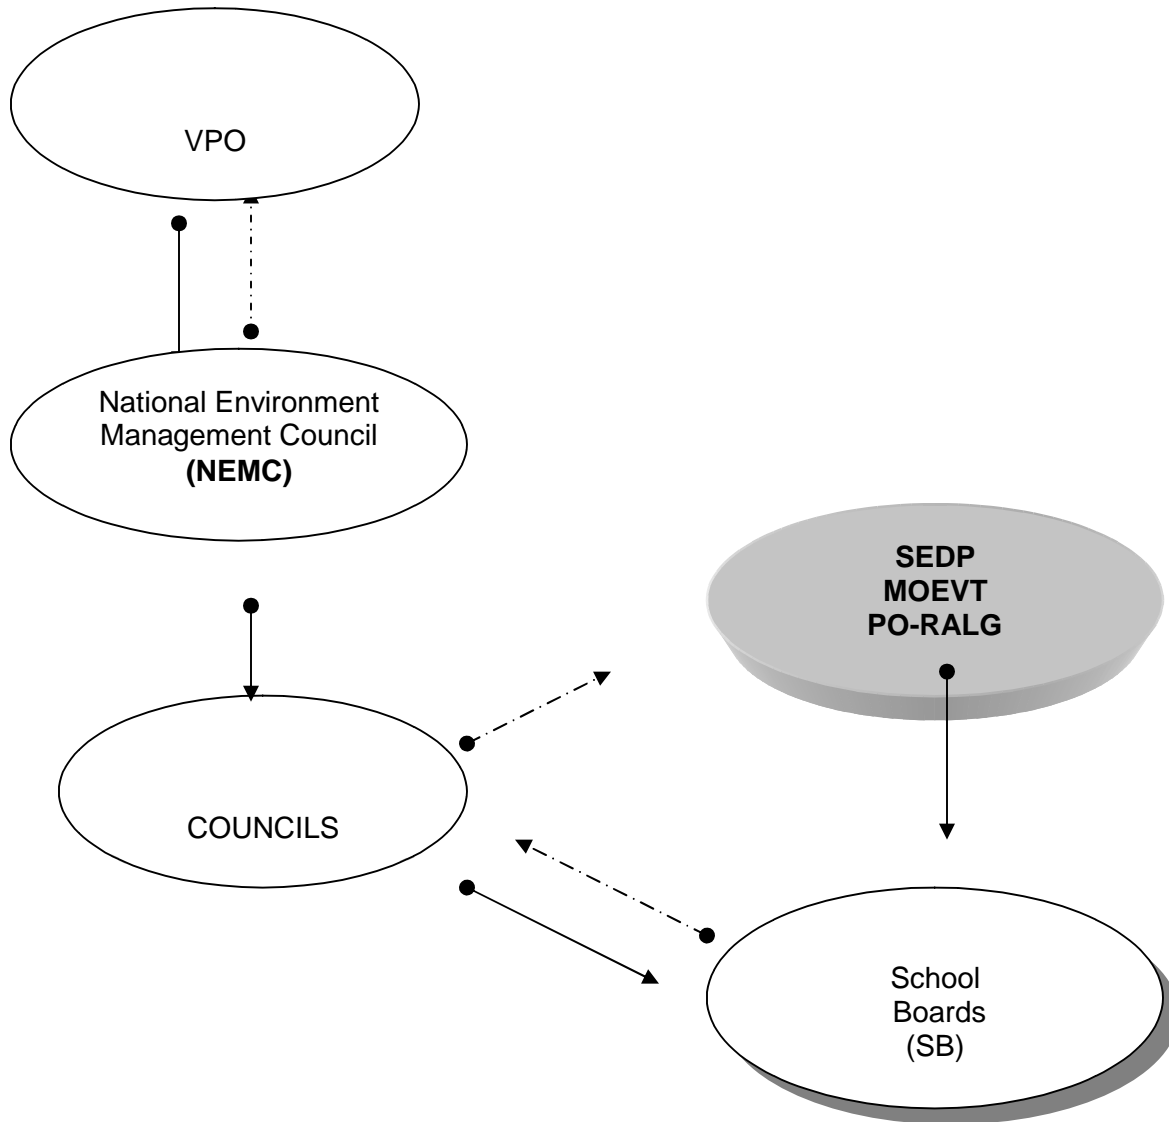 VPO
National Environment
Management Council
(NEMC)
SEDP
MOEVT
PO-RALG
COUNCILS
School
Boards
(SB)